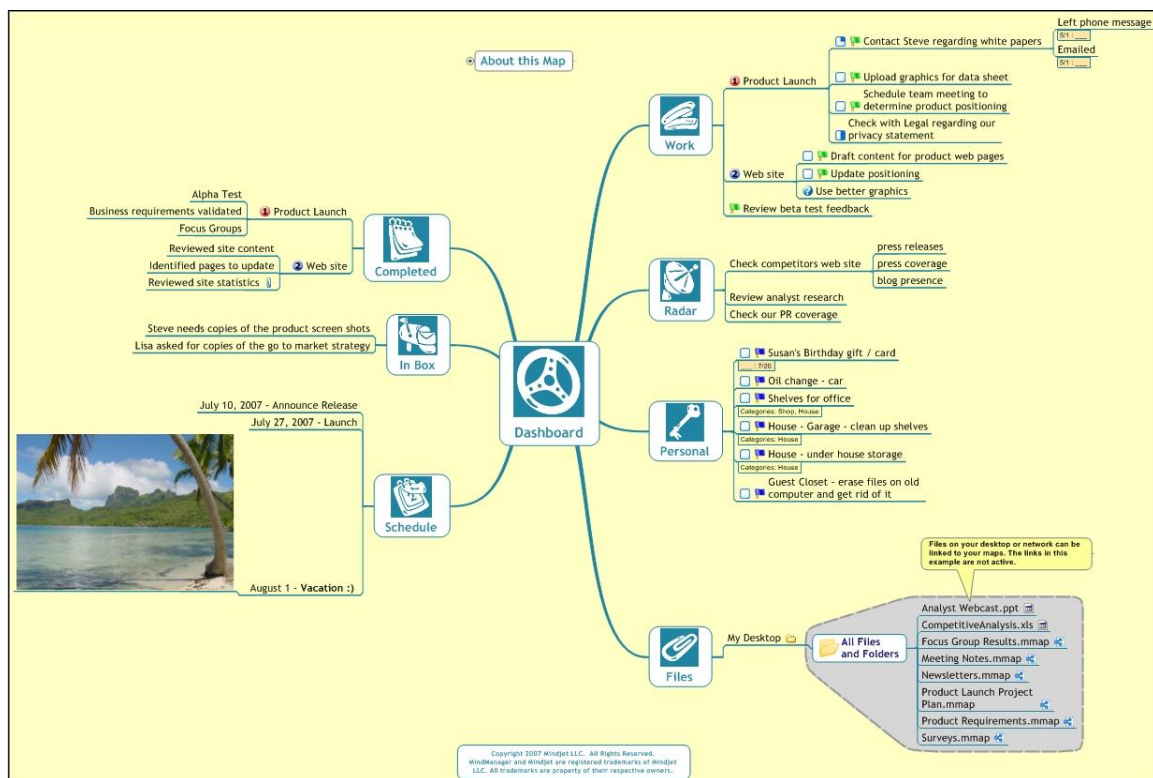 About this Map
Work
Product Launch
Contact Steve regarding white papers
Left phone message
5/1 : ___
Emailed
5/1 : ___
Upload graphics for data sheet
Schedule team meeting to
determine product positioning
Check with Legal regarding our
privacy statement
Web site
Draft content for product web pages
Update positioning
Use better graphics
Review beta test feedback
Radar
Check competitors web site
press releases
press coverage
blog presence
Review analyst research
Check our PR coverage
Personal
Susan's Birthday gift / card
___ : 7/20
Oil change - car
Shelves for office
Categories: Shop, House
House - Garage - clean up shelves
Categories: House
House - under house storage
Categories: House
Guest Closet - erase files on old
computer and get rid of it
Files
My Desktop
All Files
and Folders
Files on your desktop or network can be
linked to your maps. The links in this
example are not active.
Analyst Webcast.ppt
CompetitiveAnalysis.xls
Focus Group Results.mmap
Meeting Notes.mmap
Newsletters.mmap
Product Launch Project
Plan.mmap
Product Requirements.mmap
Surveys.mmap
Dashboard
Completed
1 Product Launch
Alpha Test
Business requirements validated
Focus Groups
2 Web site
Reviewed site content
Identified pages to update
Reviewed site statistics
In Box
Steve needs copies of the product screen shots
Lisa asked for copies of the go to market strategy
Schedule
July 10, 2007 - Announce Release
July 27, 2007 - Launch
August 1 - Vacation :)
Copyright 2007 Mindjet LLC. All Rights Reserved.
MindManager and Mindjet are registered trademarks of Mindjet
LLC. All trademarks are property of their respective owners.